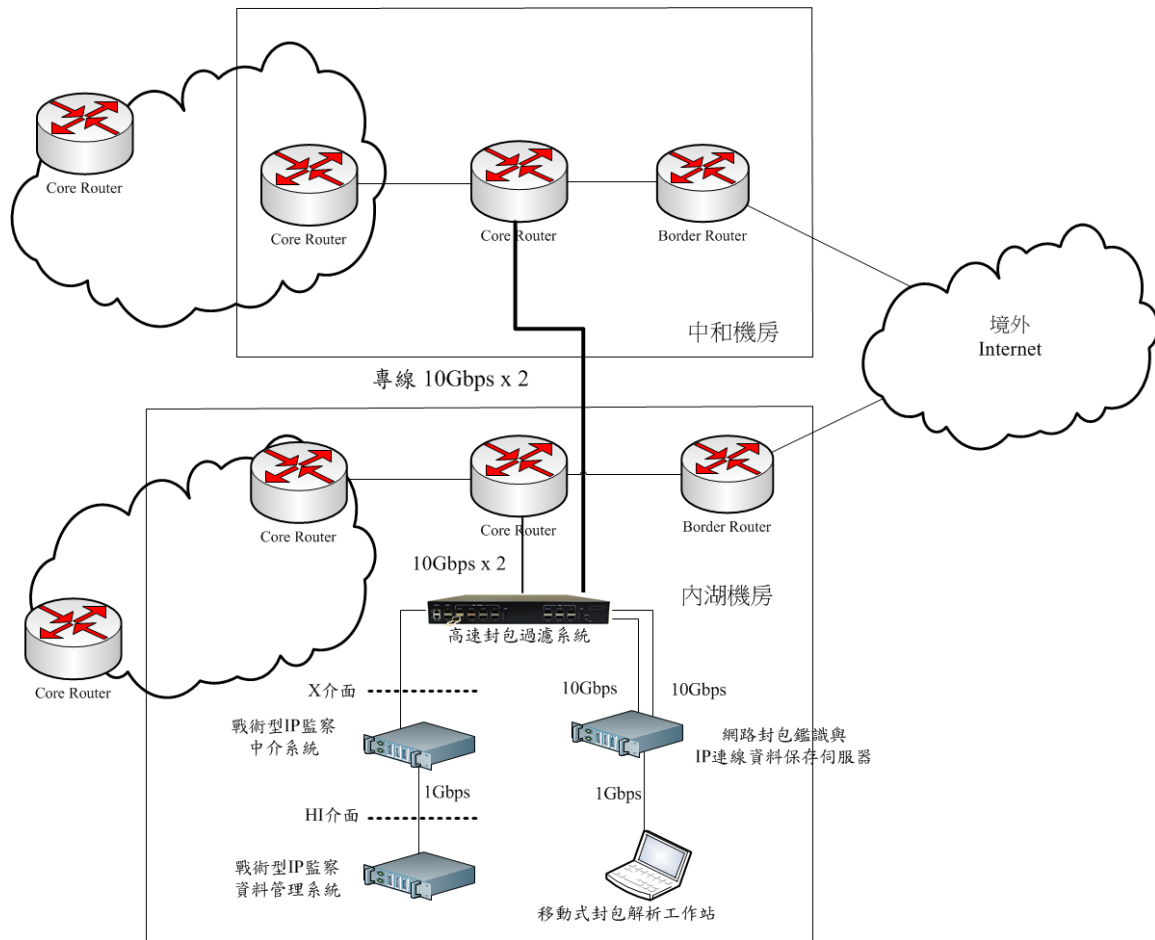 Core Router
Core Router
Core Router
Border Router
中和機房
境外
Internet
專線 10Gbps x 2
Core Router
Core Router
Border Router
10Gbps x 2
內湖機房
高速封包過濾系統
Core Router
X介面
10Gbps
10Gbps
戰術型IP監察
中介系統
網路封包鑑識與
IP連線資料保存伺服器
1Gbps
1Gbps
HI介面
戰術型IP監察
資料管理系統
移動式封包解析工作站